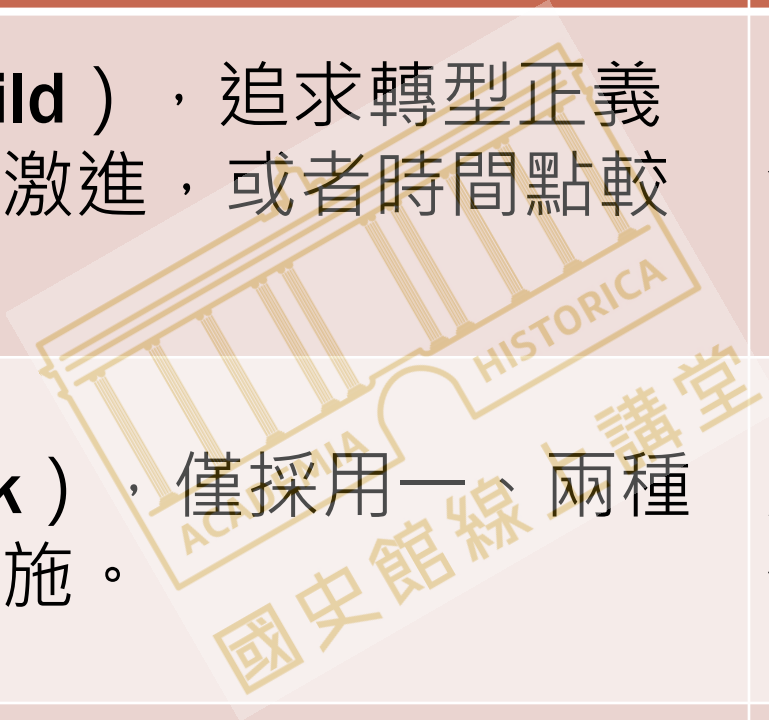 ild），追求轉型正義
激進，或者時間點較
k），僅採用一、兩種
施。
ACADEMIA HISTORICA
國史館線上講堂